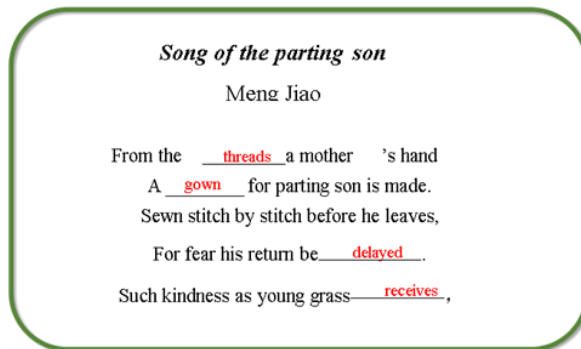 Song of the parting son
Meng Jiao
From the threads a mother 's hand
A gown for parting son is made.
Sewn stitch by stitch before he leaves,
For fear his return be delayed.
Such kindness as young grass receives,